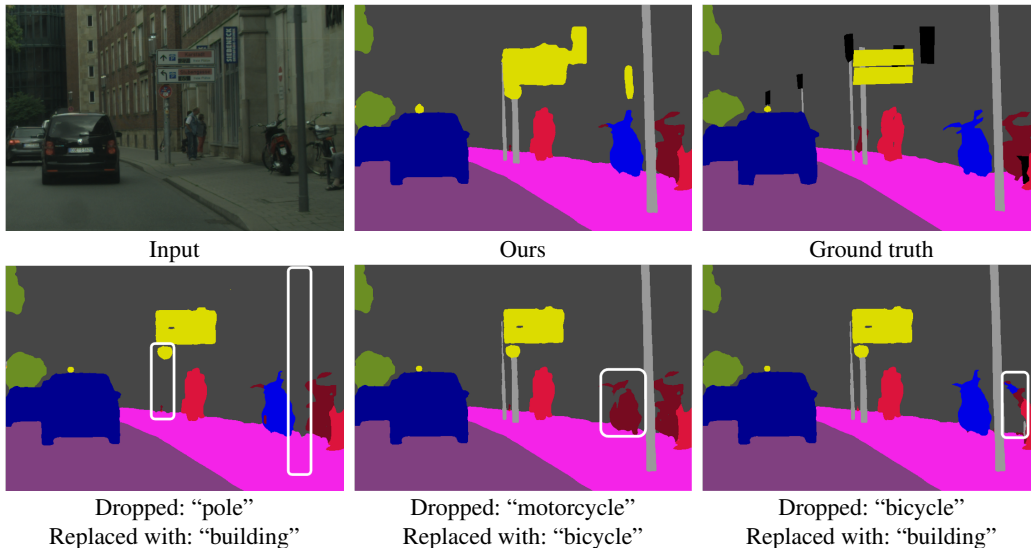 SIEBENECK
Input
Ours
Ground truth
Dropped: “pole”
Replaced with: “building”
Dropped: “motorcycle”
Replaced with: “bicycle”
Dropped: “bicycle”
Replaced with: “building”